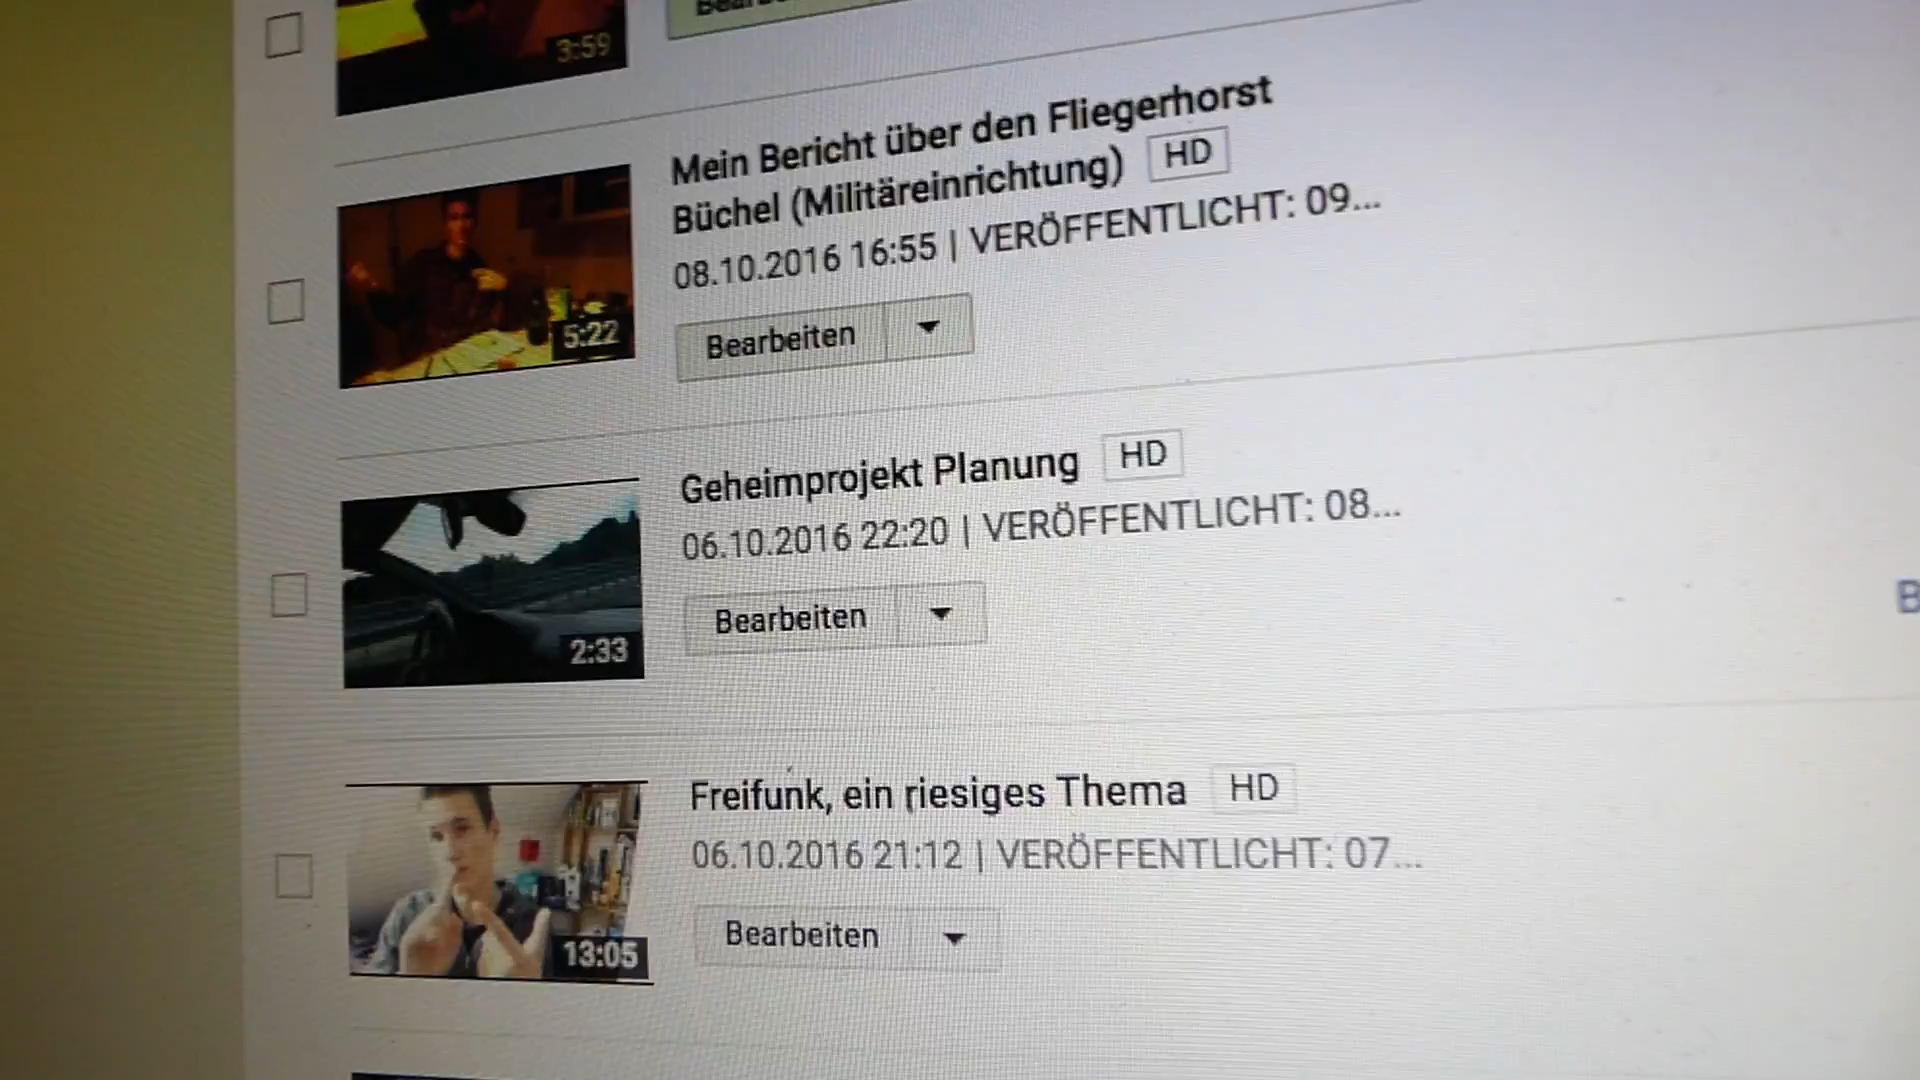 3:59
Mein Bericht über den Fliegerhorst
Büchel (Militäreinrichtung) HD
08.10.2016 16:55 | VERÖFFENTLICHT: 09...
5:22
Bearbeiten
Geheimprojekt Planung HD
06.10.2016 22:20 | VERÖFFENTLICHT: 08...
2:33
Bearbeiten
Freifunk, ein riesiges Thema HD
06.10.2016 21:12 | VERÖFFENTLICHT: 07...
13:05
Bearbeiten